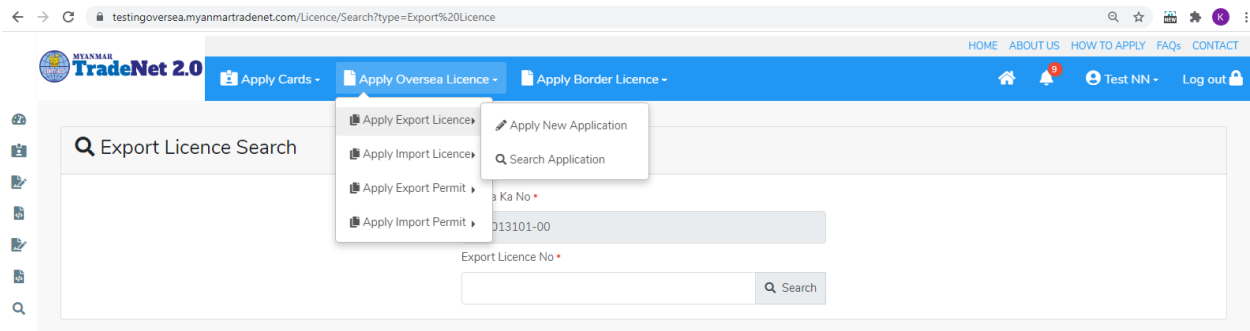 testingoversea.myanmartradenet.com/Licence/Search?type=Export%20Licence
K
HOME ABOUT US HOW TO APPLY FAQs CONTACT
MYANMAR
TradeNet 2.0
Apply Cards
Apply Oversea Licence
Apply Border Licence
9
Test NN
Log out
Apply Export Licence
Apply New Application
Export Licence Search
Apply Import Licence
Search Application
Apply Export Permit
Ka No •
Apply Import Permit
013101-00
Export Licence No •
Search